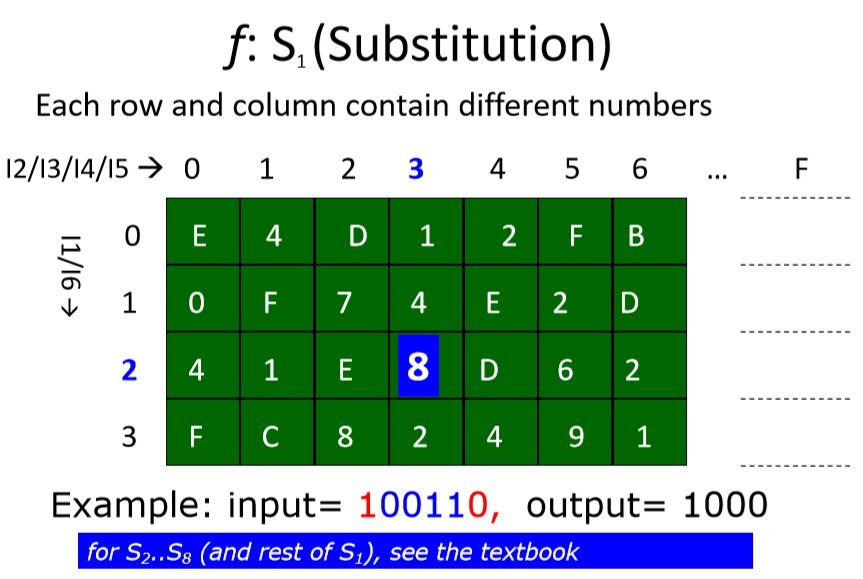 f: S₁ (Substitution)
Each row and column contain different numbers
I2/I3/I4/I5 → 0 1 2 3 4 5 6 ... F
I1/I6 →
0 E 4 D 1 2 F B
1 0 F 7 4 E 2 D
2 4 1 E 8 D 6 2
3 F C 8 2 4 9 1
Example: input= 100110, output= 1000
for S₂..S₈ (and rest of S₁), see the textbook